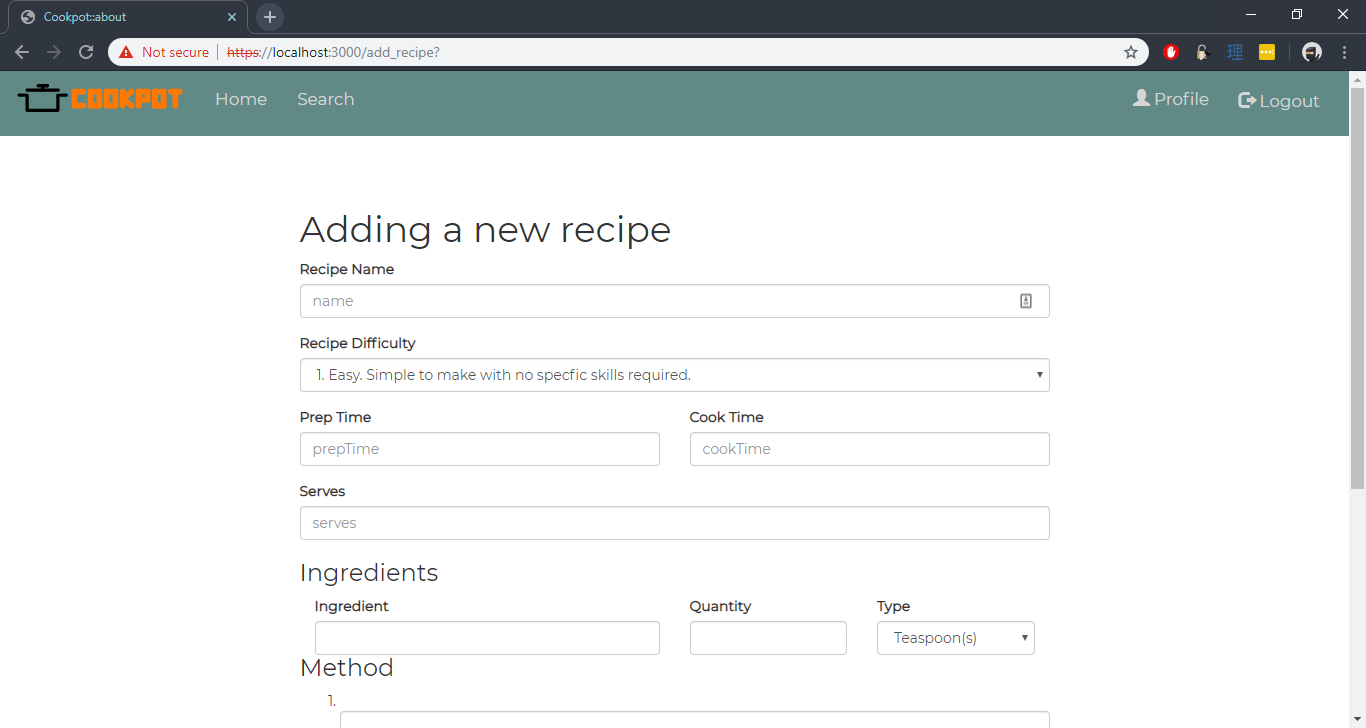 Cookpot::about
Not secure https://localhost:3000/add_recipe?
COOKPOT Home Search Profile Logout
Adding a new recipe
Recipe Name
name
Recipe Difficulty
1. Easy. Simple to make with no specfic skills required.
Prep Time Cook Time
prepTime cookTime
Serves
serves
Ingredients
Ingredient Quantity Type
Teaspoon(s)
Method
1.